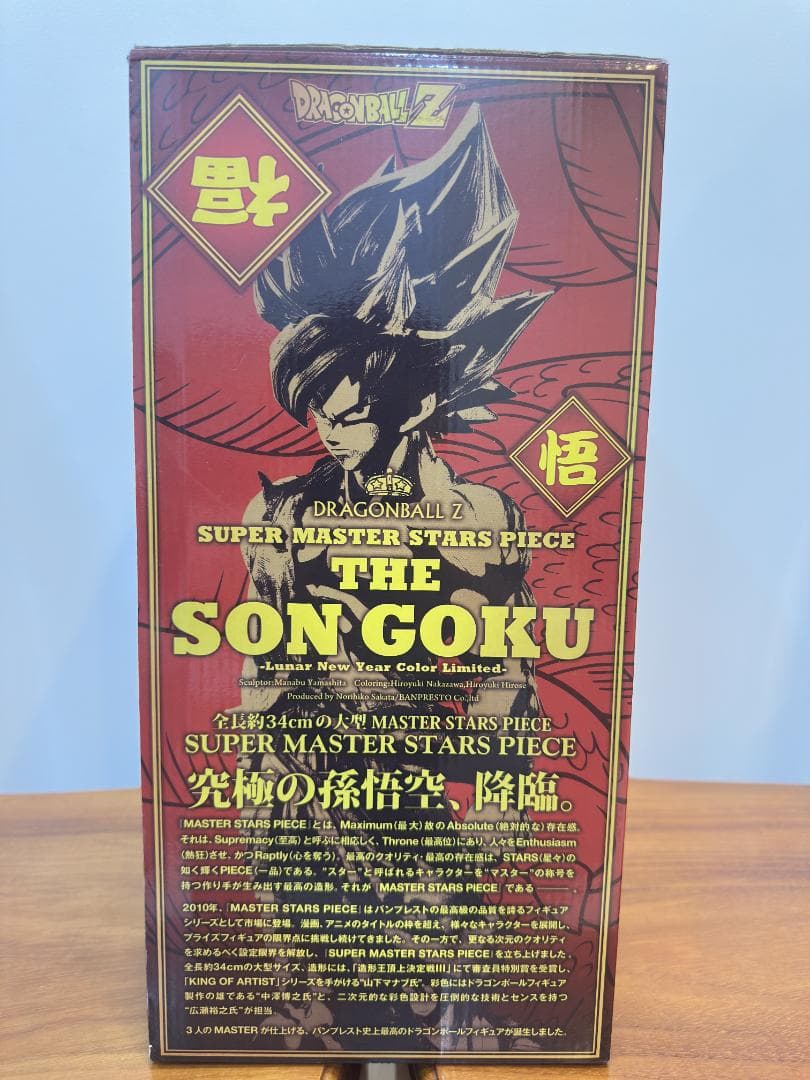 DRAGONBALL Z
福
悟
DRAGONBALL Z
SUPER MASTER STARS PIECE
THE
SON GOKU
-Lunar New Year Color Limited-
Sculptor:Manabu Yamashita Coloring:Hiroyuki Nakazawa,Hiroyuki Hirose
Produced by Norihiko Sakata/BANPRESTO Co.,ltd
全長約34cmの大型 MASTER STARS PIECE
SUPER MASTER STARS PIECE
究極の孫悟空、降臨。
「MASTER STARS PIECE」とは、Maximum(最大)故のAbsolute(絶対的な)存在感。
それは、Supremacy(至高)と呼ぶに相応しく、Throne(最高位)にあり、人々をEnthusiasm
(熱狂)させ、かつRaptly(心を奪う)。最高のクオリティ・最高の存在感は、STARS(星々)の
如く輝くPIECE(一品)である。"スター"と呼ばれるキャラクターを"マスター"の称号を
持つ作り手が生み出す最高の造形。それが「MASTER STARS PIECE」である———。
2010年、「MASTER STARS PIECE」はバンプレストの最高級の品質を誇るフィギュア
シリーズとして市場に登場。漫画、アニメのタイトルの枠を超え、様々なキャラクターを展開し、
プライズフィギュアの限界点に挑戦し続けてきました。その一方で、更なる次元のクオリティ
を求めるべく設定限界を解放し、「SUPER MASTER STARS PIECE」を立ち上げました。
全長約34cmの大型サイズ、造形には、「造形王頂上決定戦III」にて審査員特別賞を受賞し、
「KING OF ARTIST」シリーズを手がける"山下マナブ氏"、彩色にはドラゴンボールフィギュア
製作の雄である"中澤博之氏"と、二次元的な彩色設計を圧倒的な技術とセンスを持つ
"広瀬裕之氏"が担当。
3人のMASTERが仕上げる、バンプレスト史上最高のドラゴンボールフィギュアが誕生しました。